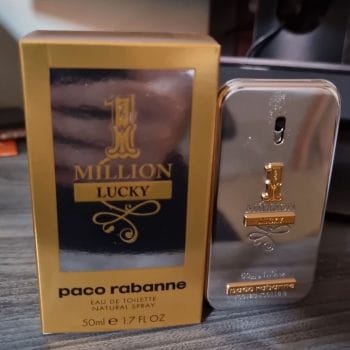 1
MILLION
LUCKY
paco rabanne
EAU DE TOILETTE
NATURAL SPRAY
50ml e 1.7 FL OZ
1
MILLION
LUCKY
paco rabanne